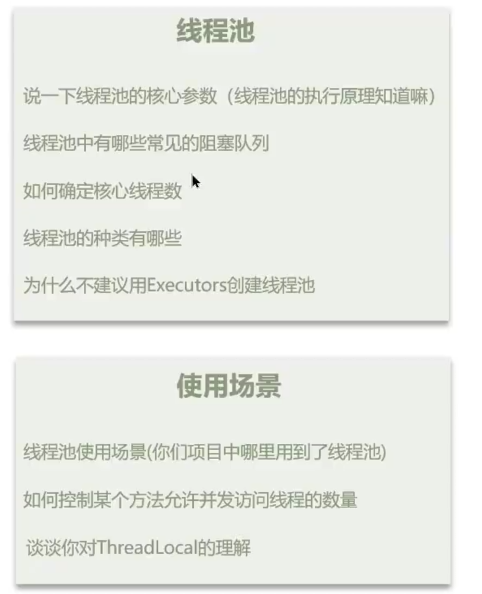 线程池
说一下线程池的核心参数（线程池的执行原理知道嘛）
线程池中有哪些常见的阻塞队列
如何确定核心线程数
线程池的种类有哪些
为什么不建议用Executors创建线程池
使用场景
线程池使用场景(你们项目中哪里用到了线程池)
如何控制某个方法允许并发访问线程的数量
谈谈你对ThreadLocal的理解